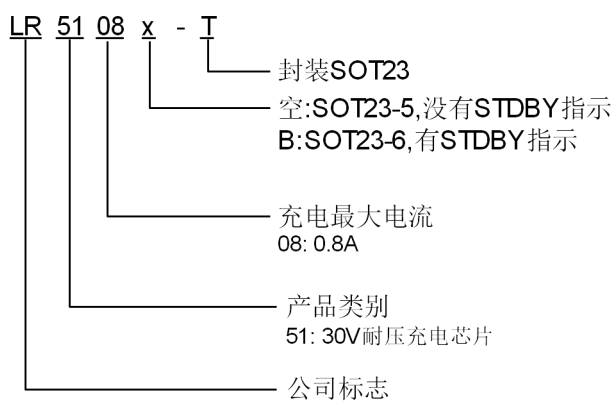 LR 51 08 x - T
封装SOT23
空:SOT23-5,没有STDBY指示
B:SOT23-6,有STDBY指示
充电最大电流
08: 0.8A
产品类别
51: 30V耐压充电芯片
公司标志